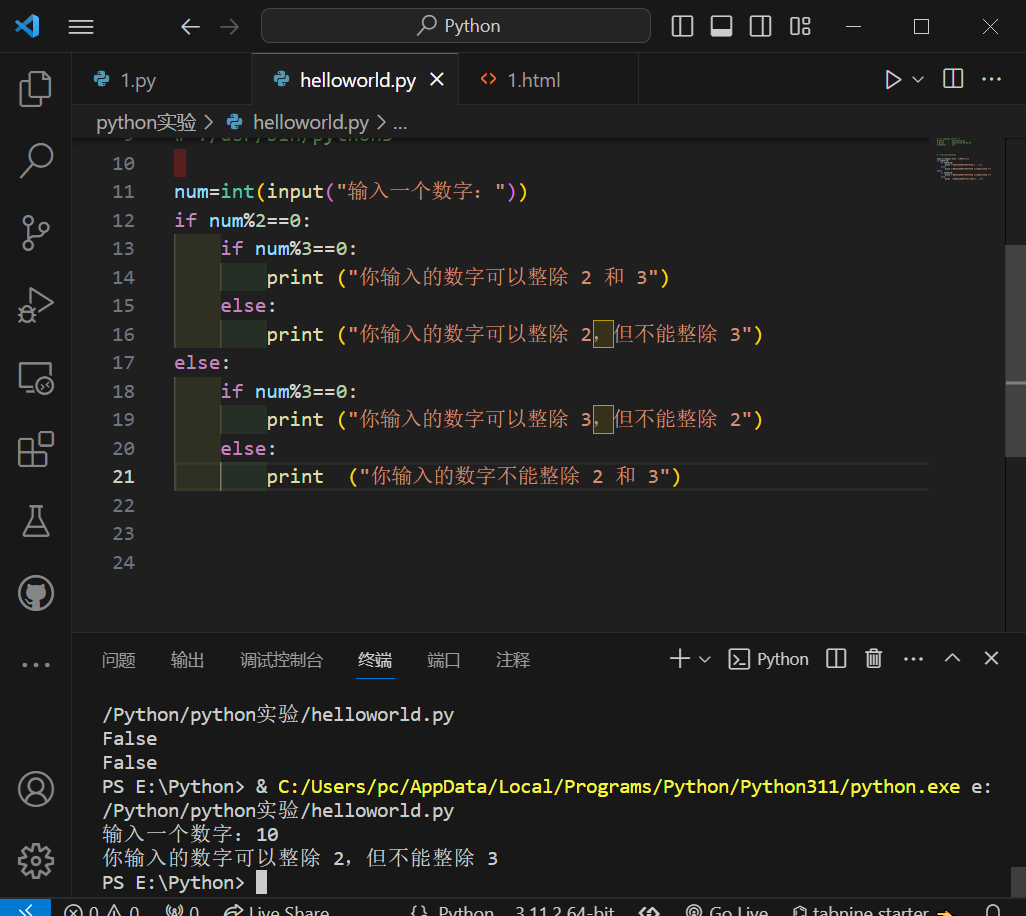 Python
1.py
helloworld.py
1.html
python实验 > helloworld.py > ...
10
11 num=int(input("输入一个数字："))
12 if num%2==0:
13 if num%3==0:
14 print ("你输入的数字可以整除 2 和 3")
15 else:
16 print ("你输入的数字可以整除 2，但不能整除 3")
17 else:
18 if num%3==0:
19 print ("你输入的数字可以整除 3，但不能整除 2")
20 else:
21 print  ("你输入的数字不能整除 2 和 3")
22
23
24
问题 输出 调试控制台 终端 端口 注释 Python
/Python/python实验/helloworld.py
False
False
PS E:\Python> & C:/Users/pc/AppData/Local/Programs/Python/Python311/python.exe e:
/Python/python实验/helloworld.py
输入一个数字：10
你输入的数字可以整除 2，但不能整除 3
PS E:\Python>
0 0 0 Live Share {} Python 3.11.2 64-bit Go Live tabnine starter